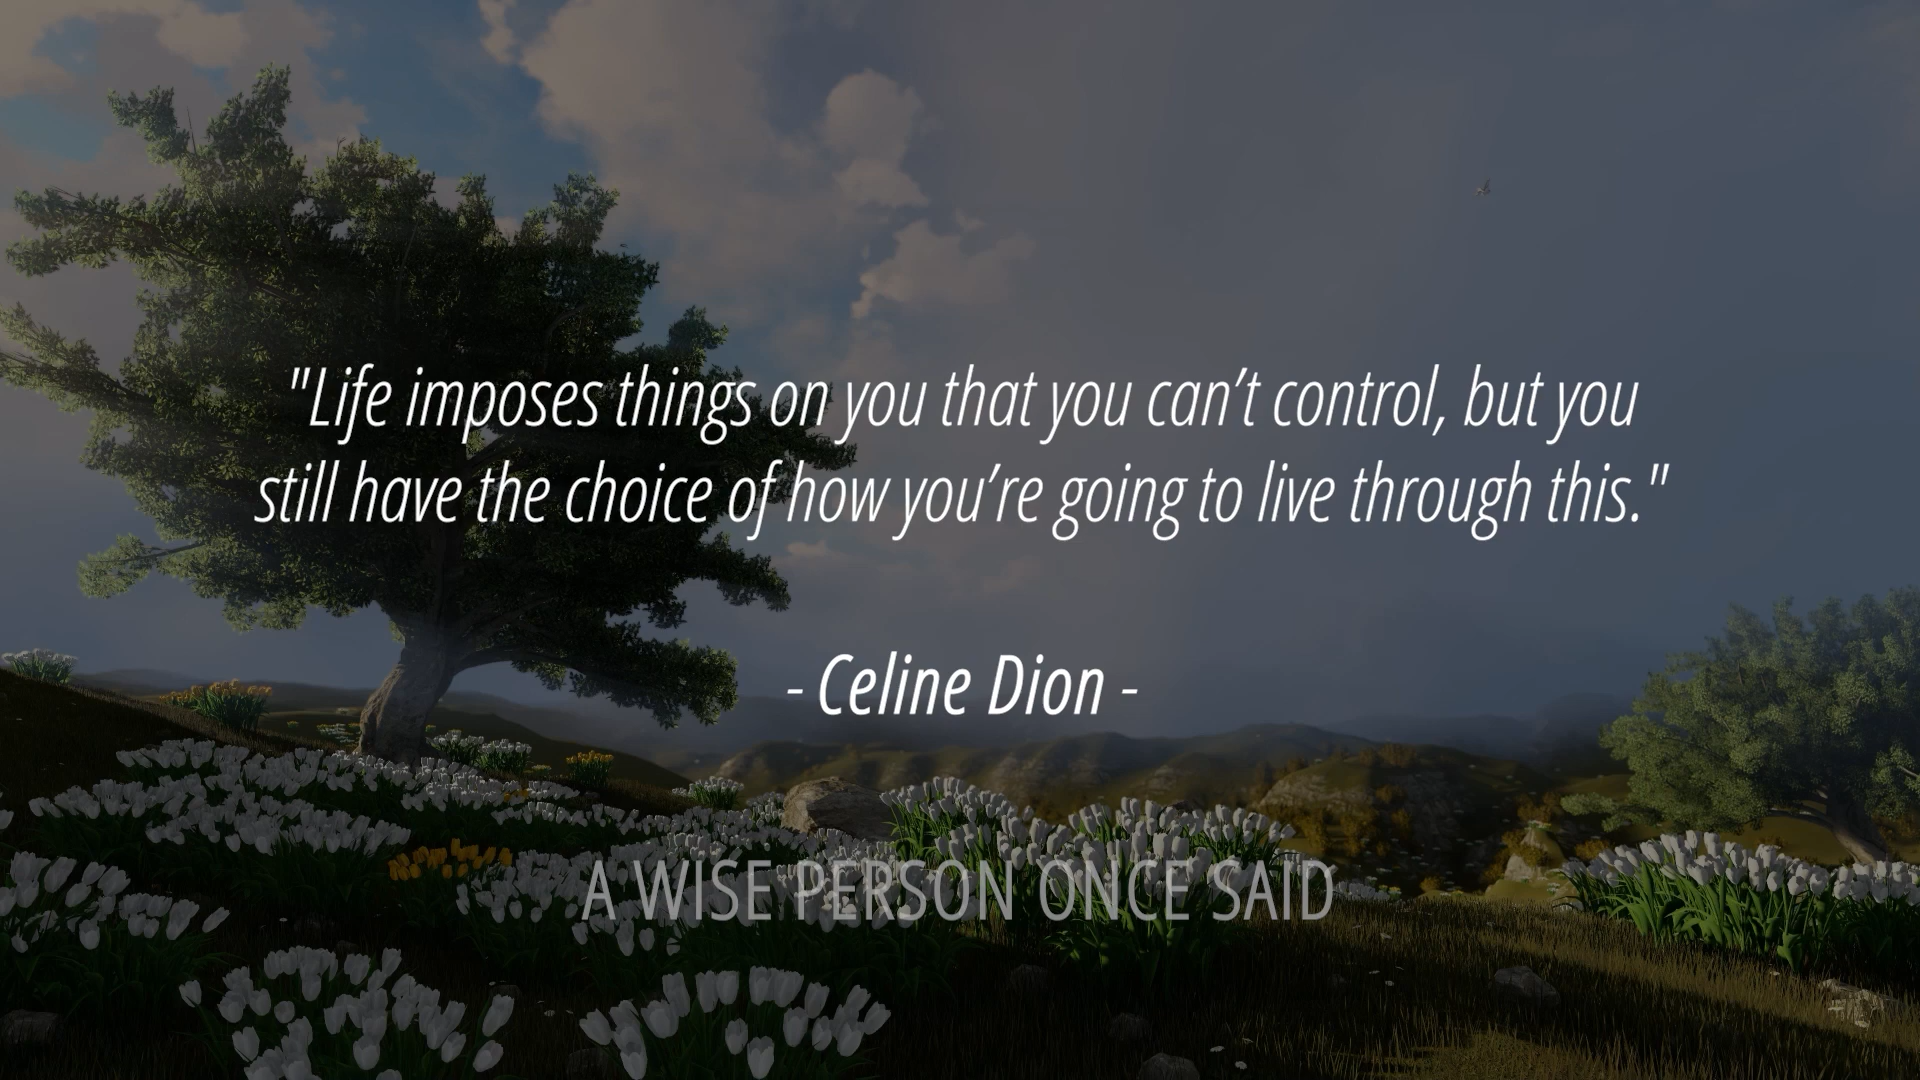 "Life imposes things on you that you can’t control, but you
still have the choice of how you’re going to live through this."
- Celine Dion -
A WISE PERSON ONCE SAID